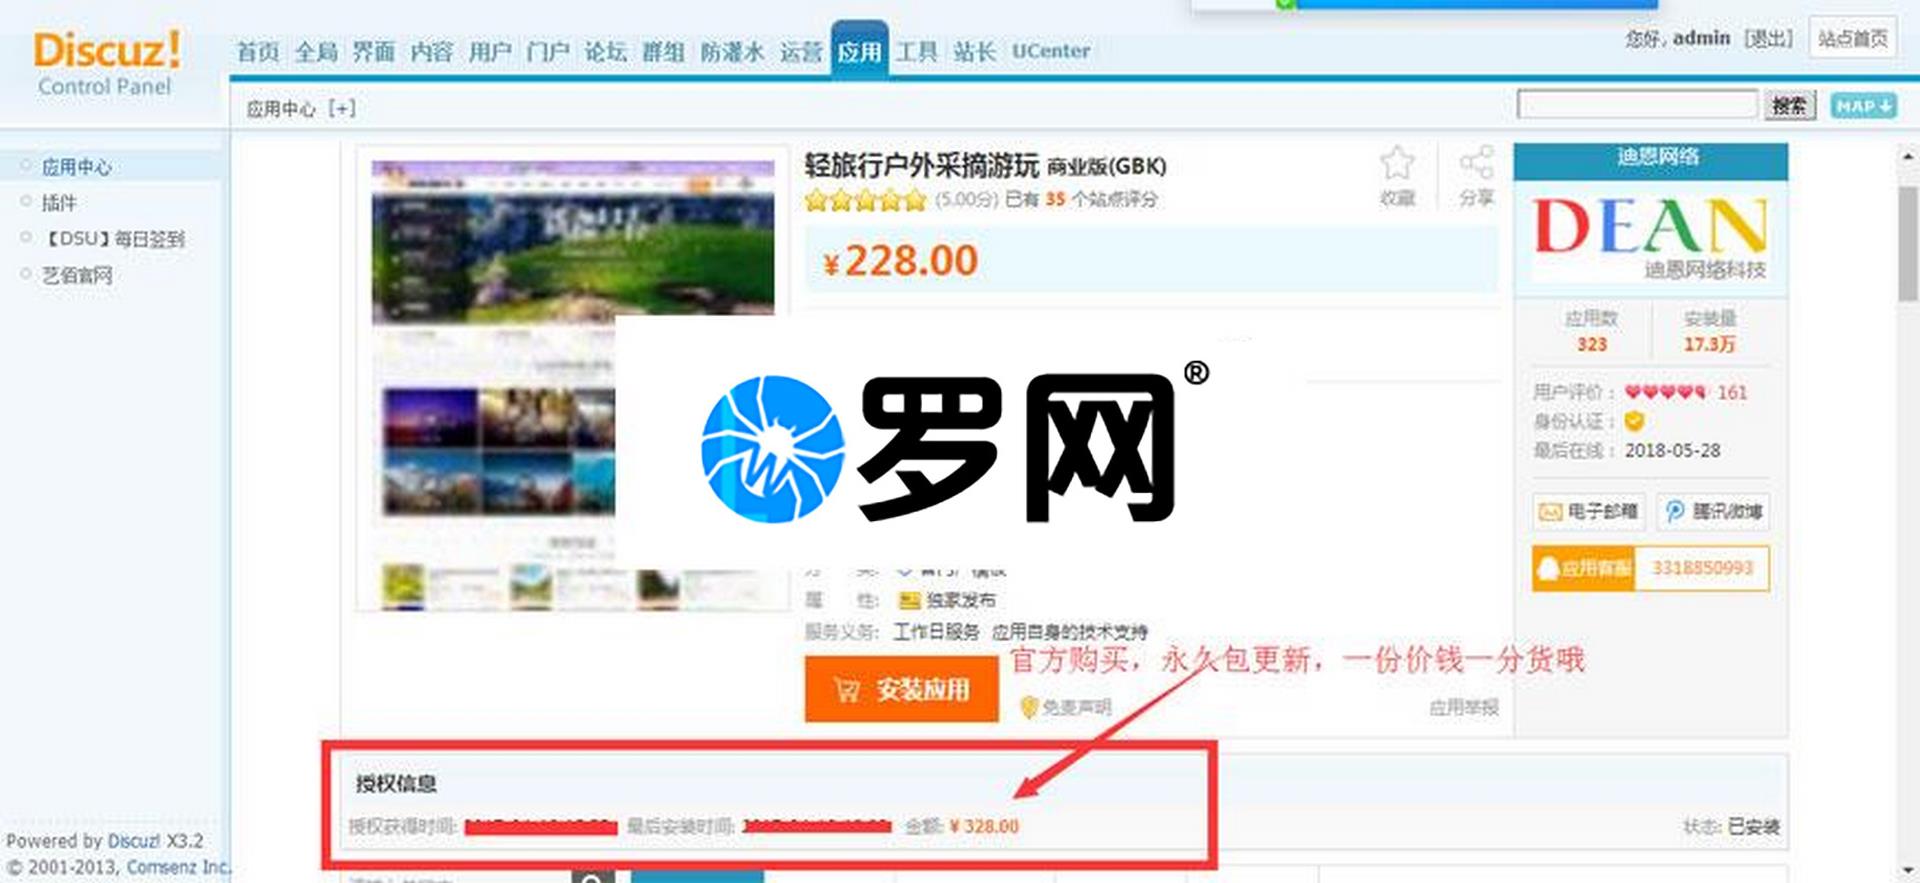 Discuz!
Control Panel
首页 全局 界面 内容 用户 门户 论坛 群组 防灌水 运营 应用 工具 站长 UCenter
您好, admin [退出] 站点首页
应用中心 [+]
搜索 MAP
应用中心
插件
【DSU】每日签到
艺佰官网
轻旅行户外采摘游玩 商业版(GBK)
(5.00分) 已有 35 个站点评分
收藏 分享
¥228.00
罗网®
属 性: 独家发布
服务义务: 工作日服务 应用自身的技术支持
官方购买，永久包更新，一份价钱一分货哦
安装应用
免责声明
应用举报
迪恩网络
DEAN
迪恩网络科技
应用数 安装量
323 17.3万
用户评价： 161
身份认证：
最后在线： 2018-05-28
电子邮箱 腾讯微博
应用客服 3318850993
授权信息
授权获得时间: 最后安装时间: 金额: ¥ 328.00
状态: 已安装
Powered by Discuz! X3.2
© 2001-2013, Comsenz Inc.